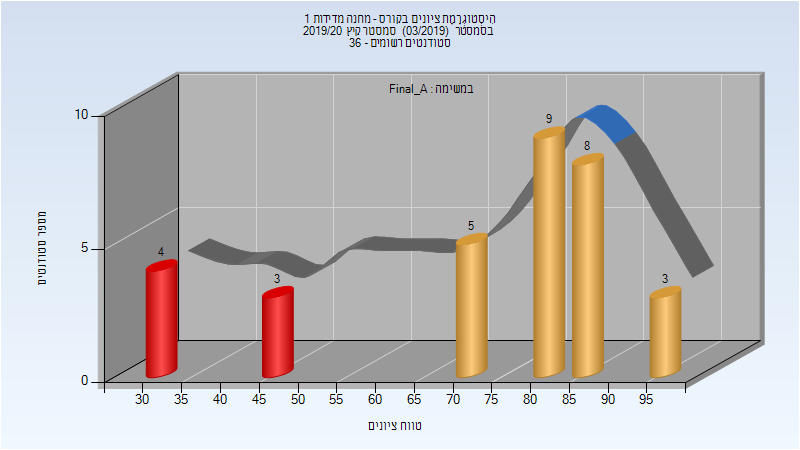 היסטוגרמת ציונים בקורס - מחנה מדידות 1
בסמסטר (03/2019) סמסטר קיץ 2019/20
סטודנטים רשומים - 36
במשימה : Final_A
מספר סטודנטים
10
5
0
4
3
5
9
8
3
30 35 40 45 50 55 60 65 70 75 80 85 90 95
טווח ציונים